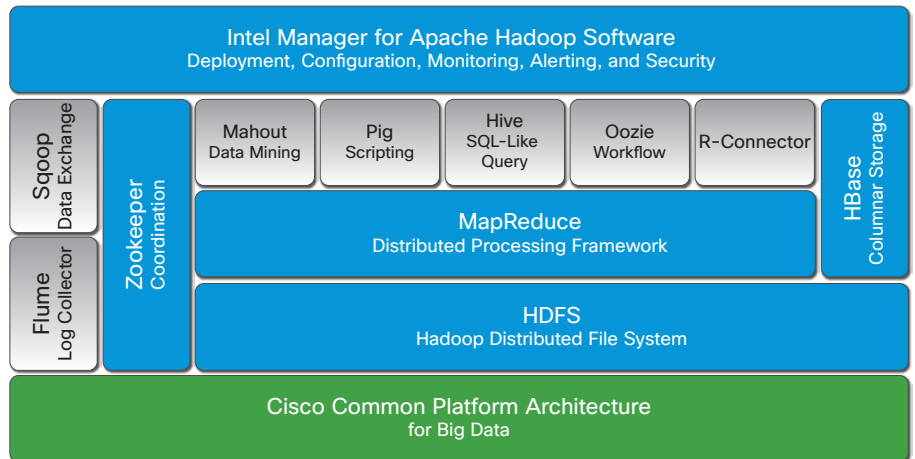 Intel Manager for Apache Hadoop Software
Deployment, Configuration, Monitoring, Alerting, and Security
Sqoop
Data Exchange
Flume
Log Collector
Zookeeper
Coordination
Mahout
Data Mining
Pig
Scripting
Hive
SQL-Like
Query
Oozie
Workflow
R-Connector
HBase
Columnar Storage
MapReduce
Distributed Processing Framework
HDFS
Hadoop Distributed File System
Cisco Common Platform Architecture
for Big Data